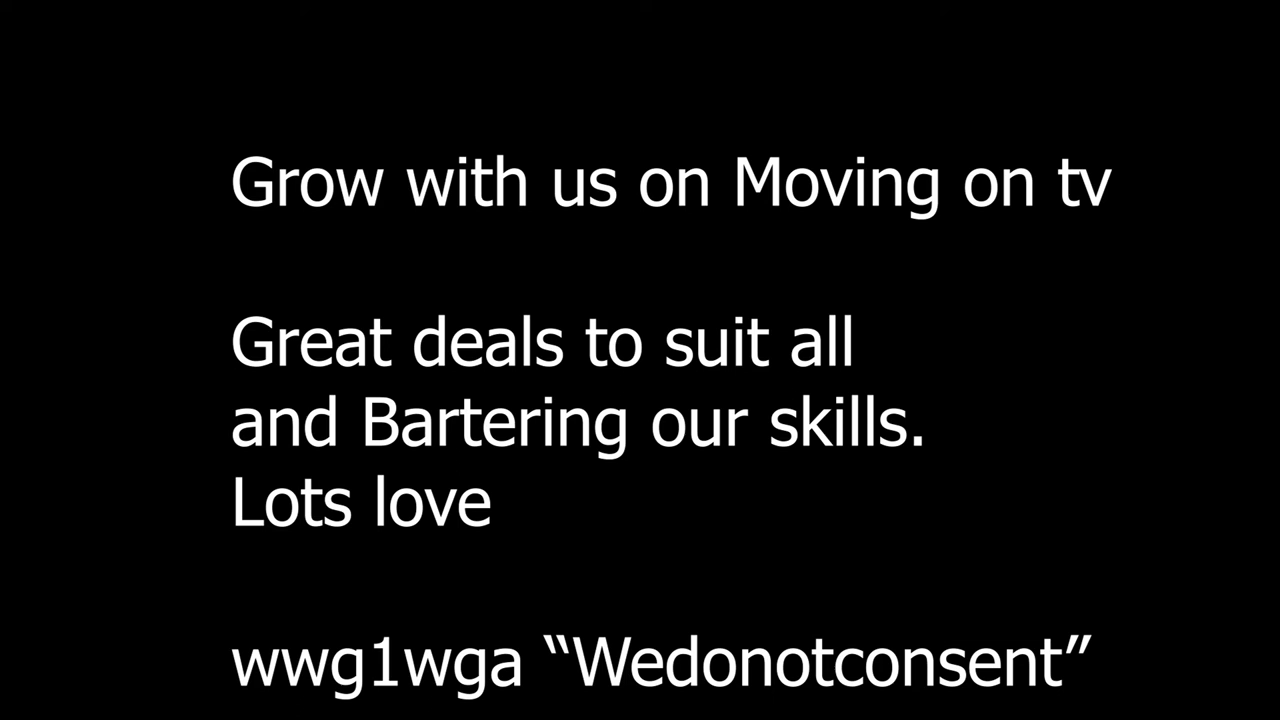 Grow with us on Moving on tv
Great deals to suit all
and Bartering our skills.
Lots love
wwg1wga “Wedonotconsent”